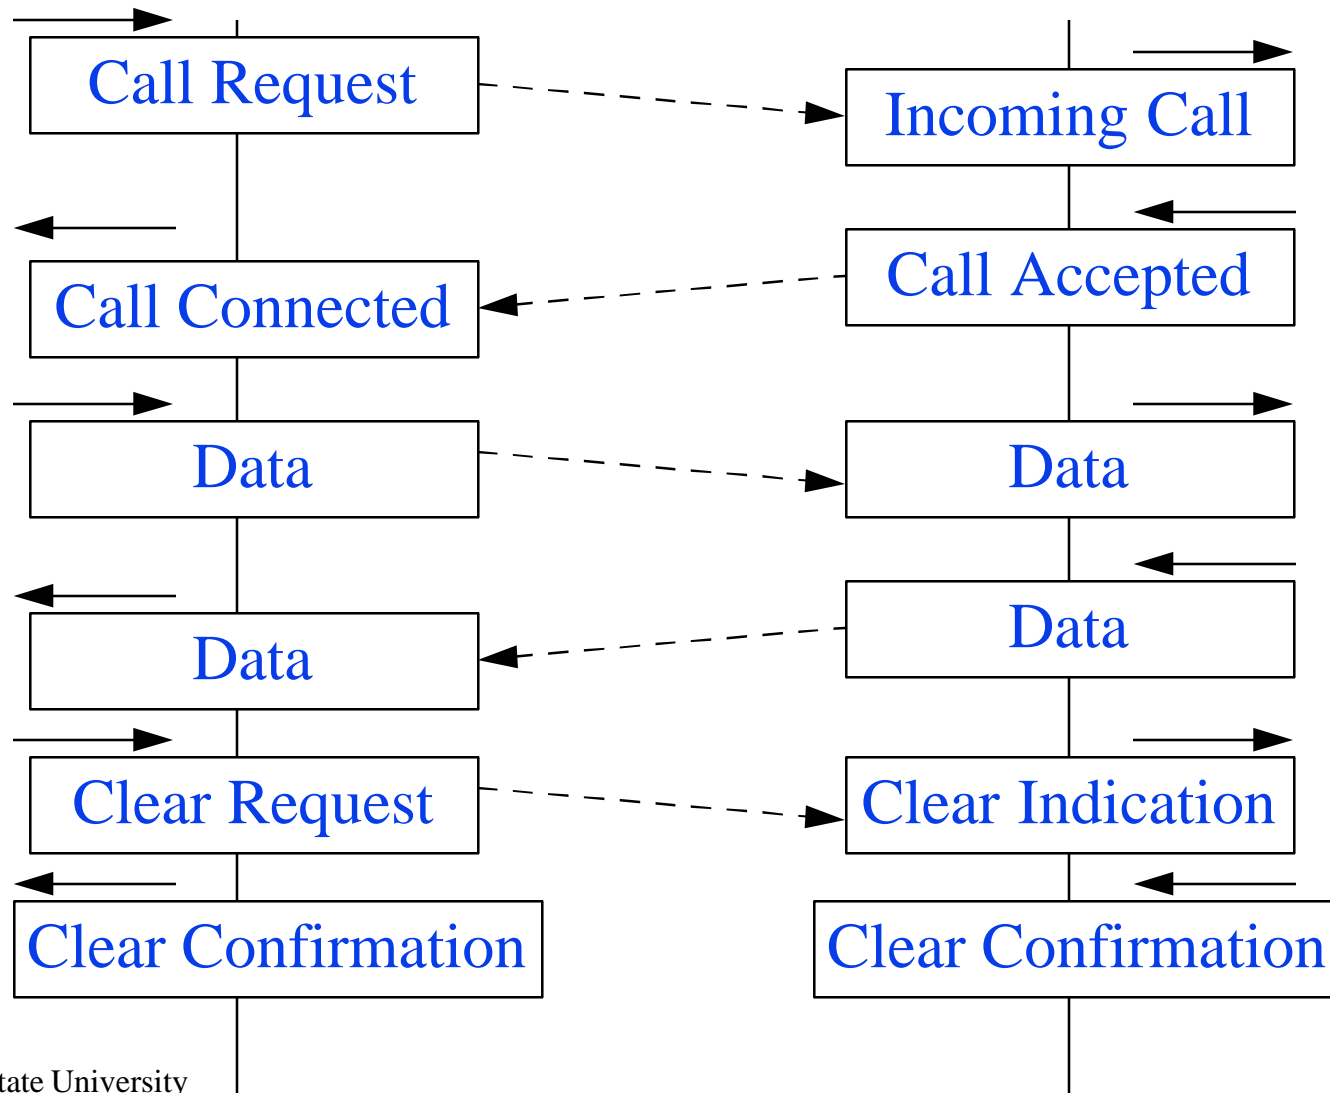 Call Request
Incoming Call
Call Accepted
Call Connected
Data
Data
Data
Data
Clear Request
Clear Indication
Clear Confirmation
Clear Confirmation
tate University